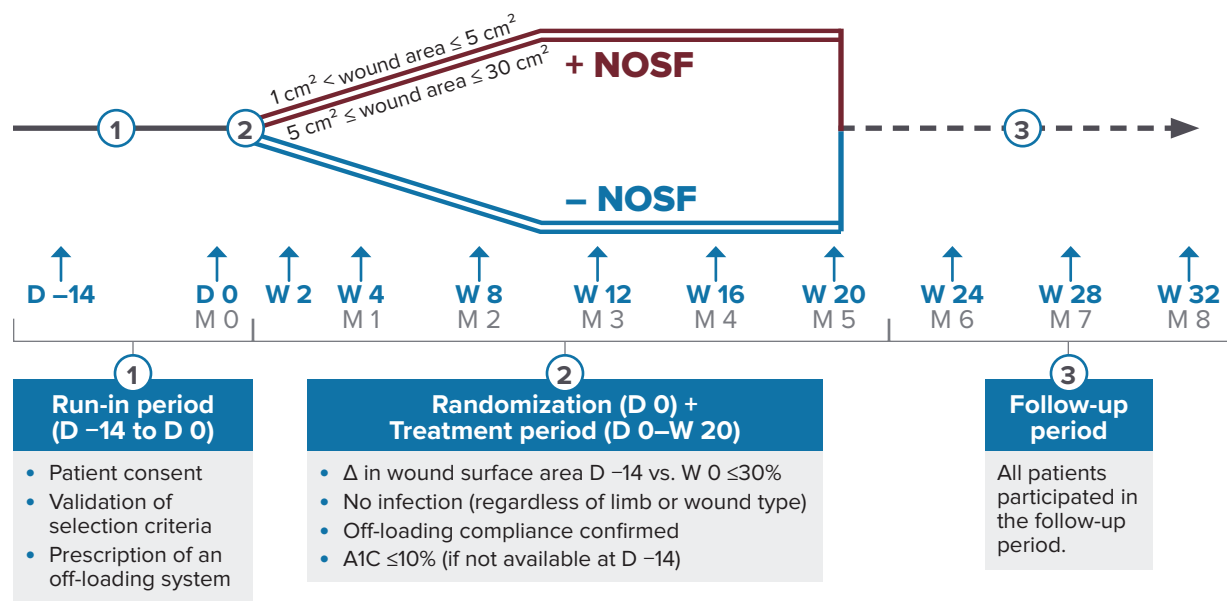 1 cm² < wound area ≤ 5 cm²
5 cm² ≤ wound area ≤ 30 cm²
+ NOSF
1
2
3
– NOSF
D –14
D 0
W 2
W 4
W 8
W 12
W 16
W 20
W 24
W 28
W 32
M 0
M 1
M 2
M 3
M 4
M 5
M 6
M 7
M 8
1
Run-in period
(D –14 to D 0)
• Patient consent
• Validation of
selection criteria
• Prescription of an
off-loading system
2
Randomization (D 0) +
Treatment period (D 0–W 20)
• Δ in wound surface area D –14 vs. W 0 ≤30%
• No infection (regardless of limb or wound type)
• Off-loading compliance confirmed
• A1C ≤10% (if not available at D –14)
3
Follow-up
period
All patients
participated in
the follow-up
period.